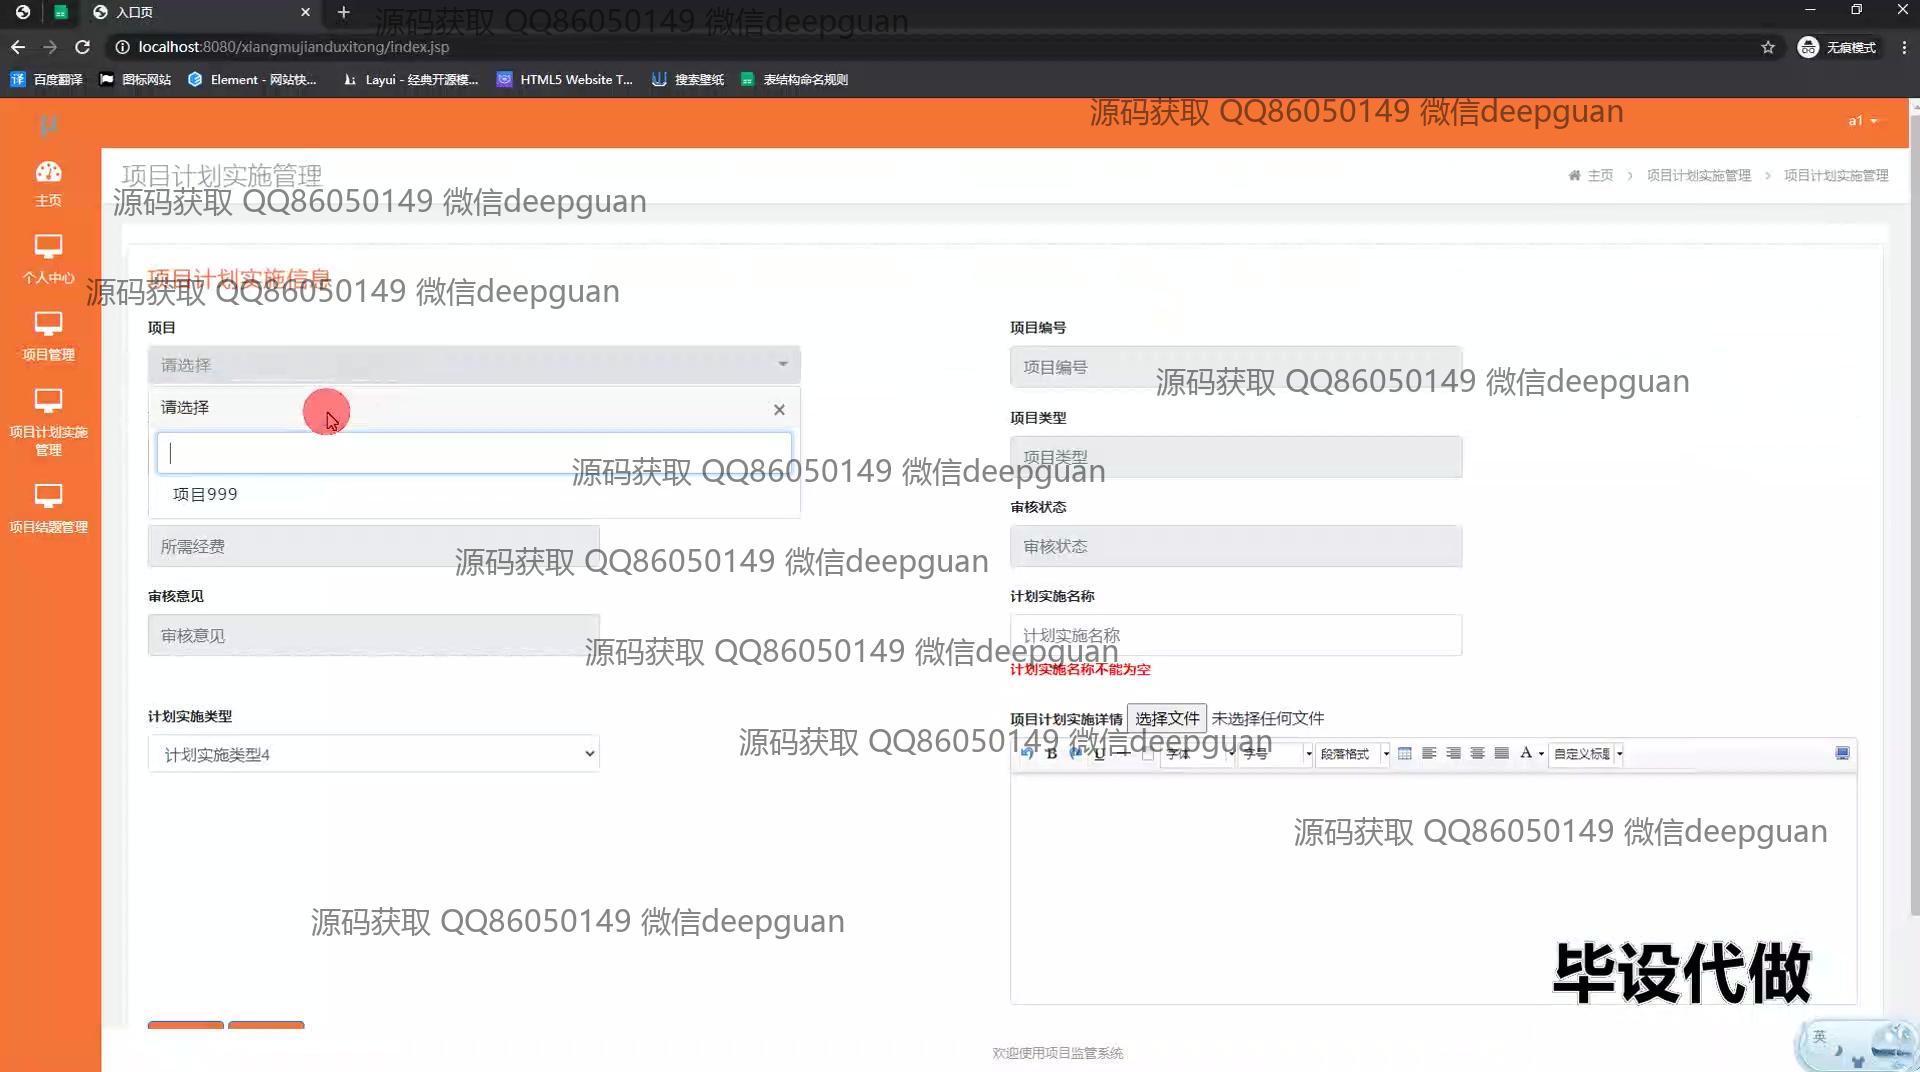 入口页
源码获取 QQ86050149 微信deepguan
localhost:8080/xiangmujianduxitong/index.jsp
无痕模式
译 百度翻译 图标网站 Element - 网站快... Layui - 经典开源模... HTML5 Website T... 搜索壁纸 表结构命名规则
源码获取 QQ86050149 微信deepguan
μ
a1
主页
项目计划实施管理
主页 > 项目计划实施管理 > 项目计划实施管理
源码获取 QQ86050149 微信deepguan
个人中心
项目计划实施信息
源码获取 QQ86050149 微信deepguan
项目管理
项目计划实施
管理
项目结题管理
项目
项目编号
请选择
项目编号
源码获取 QQ86050149 微信deepguan
请选择
项目类型
项目类型
源码获取 QQ86050149 微信deepguan
项目999
审核状态
所需经费
审核状态
源码获取 QQ86050149 微信deepguan
审核意见
计划实施名称
审核意见
计划实施名称
源码获取 QQ86050149 微信deepguan
计划实施名称不能为空
计划实施类型
项目计划实施详情 选择文件 未选择任何文件
源码获取 QQ86050149 微信deepguan
计划实施类型4
B U 字体 字号 段落格式 A 自定义标题
源码获取 QQ86050149 微信deepguan
源码获取 QQ86050149 微信deepguan
毕设代做
英
欢迎使用项目监管系统